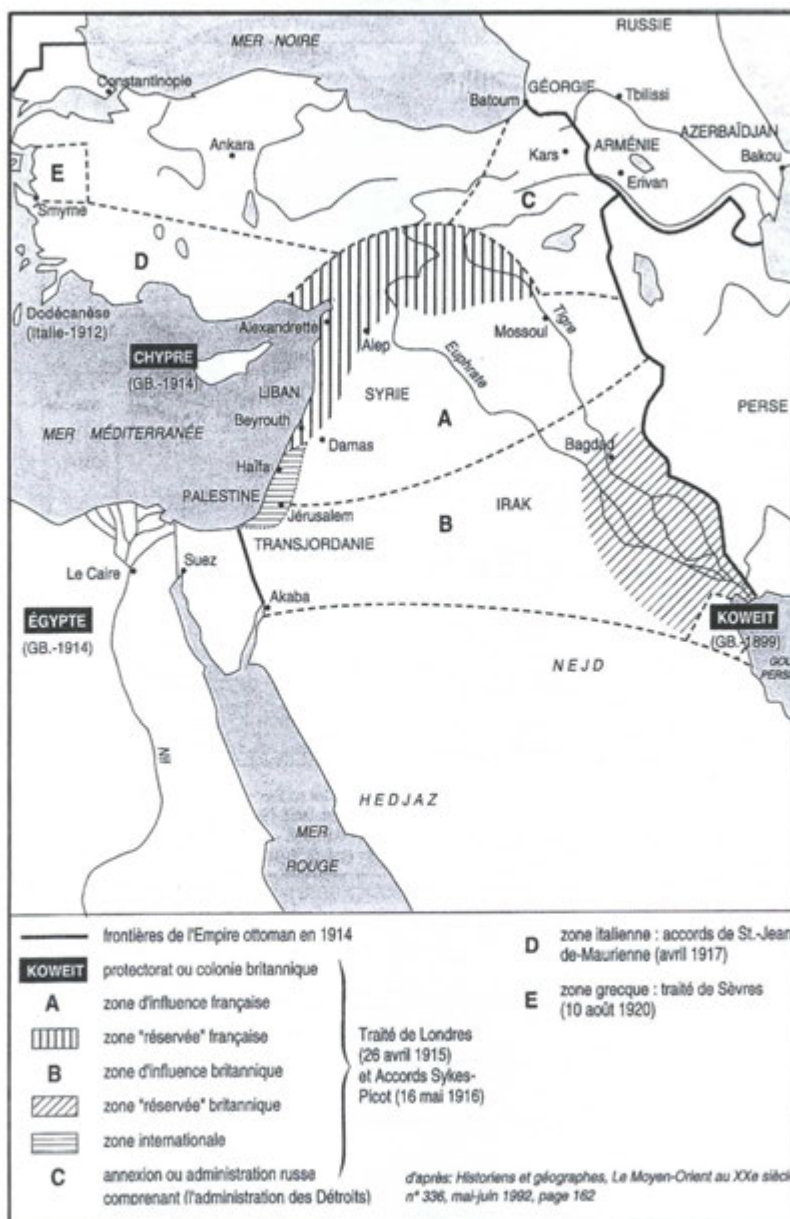 RUSSIE
MER NOIRE
Constantinople
GÉORGIE
Batoum
Tbilissi
AZERBAÏDJAN
Ankara
Kars
ARMÉNIE
Bakou
E
Erivan
C
Smyrne
D
Dodécanèse
(Italie-1912)
Alexandrette
Alep
Mossoul
Tigre
CHYPRE
(GB.-1914)
Euphrate
LIBAN
SYRIE
PERSE
Beyrouth
A
MER MÉDITERRANÉE
Damas
Bagdad
Haïfa
PALESTINE
IRAK
Jérusalem
B
TRANSJORDANIE
Le Caire
Suez
Akaba
ÉGYPTE
(GB.-1914)
KOWEIT
(GB.-1899)
NEJD
GOL
PERS
Nil
HEDJAZ
MER
ROUGE
frontières de l'Empire ottoman en 1914
KOWEIT protectorat ou colonie britannique
A zone d'influence française
zone "réservée" française
B zone d'influence britannique
zone "réservée" britannique
zone internationale
C annexion ou administration russe
comprenant (l'administration des Détroits)
Traité de Londres
(26 avril 1915)
et Accords Sykes-
Picot (16 mai 1916)
D zone italienne : accords de St.-Jean
de-Maurienne (avril 1917)
E zone grecque : traité de Sèvres
(10 août 1920)
d'après: Historiens et géographes, Le Moyen-Orient au XXe siècl
n° 336, mai-juin 1992, page 162